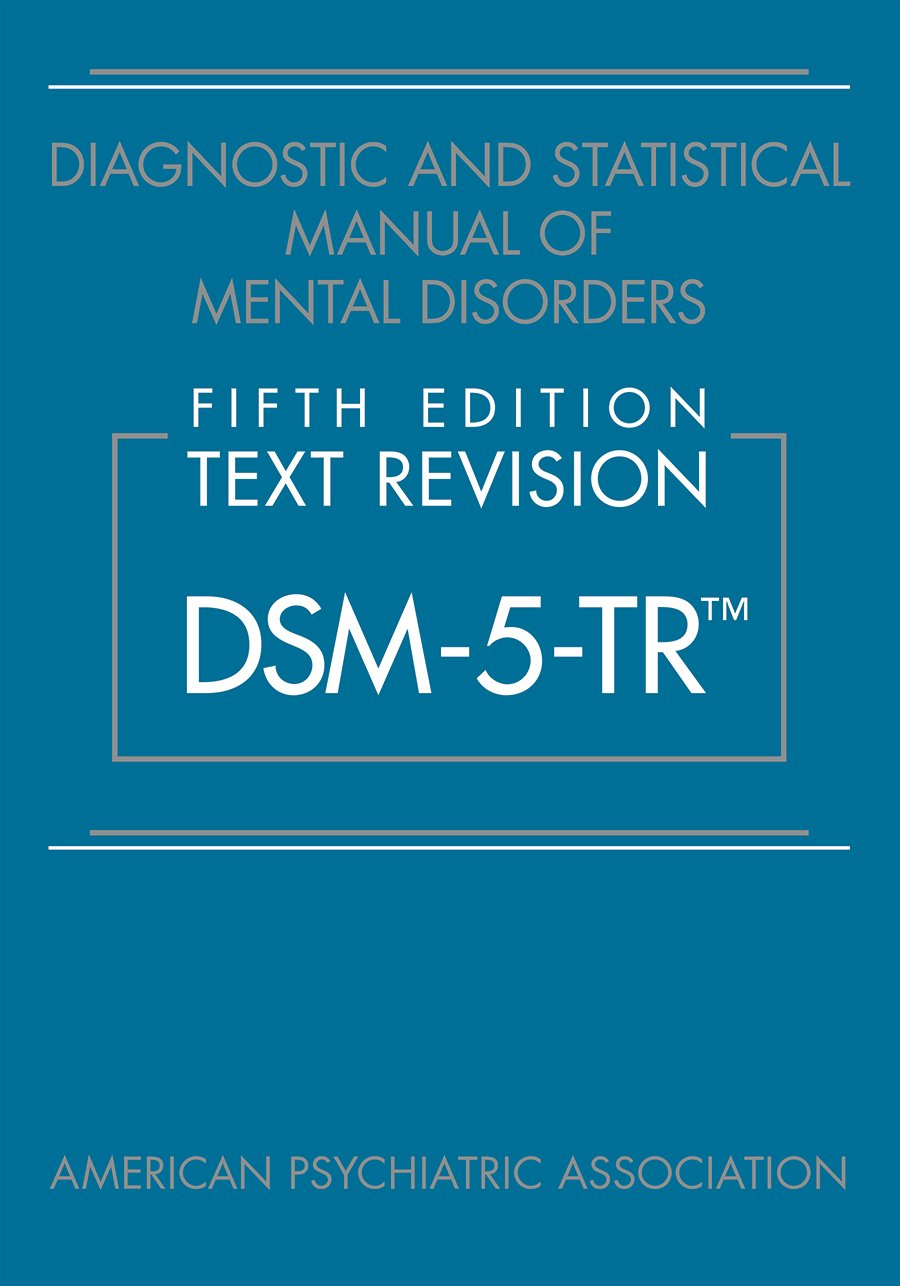 DIAGNOSTIC AND STATISTICAL
MANUAL OF
MENTAL DISORDERS
FIFTH EDITION
TEXT REVISION
DSM-5-TR™
AMERICAN PSYCHIATRIC ASSOCIATION